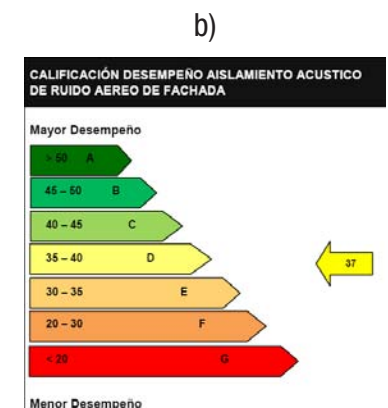 b)
CALIFICACIÓN DESEMPEÑO AISLAMIENTO ACUSTICO
DE RUIDO AEREO DE FACHADA
Mayor Desempeño
> 50 A
45 – 50 B
40 – 45 C
35 – 40 D
37
30 – 35 E
20 – 30 F
< 20 G
Menor Desempeño